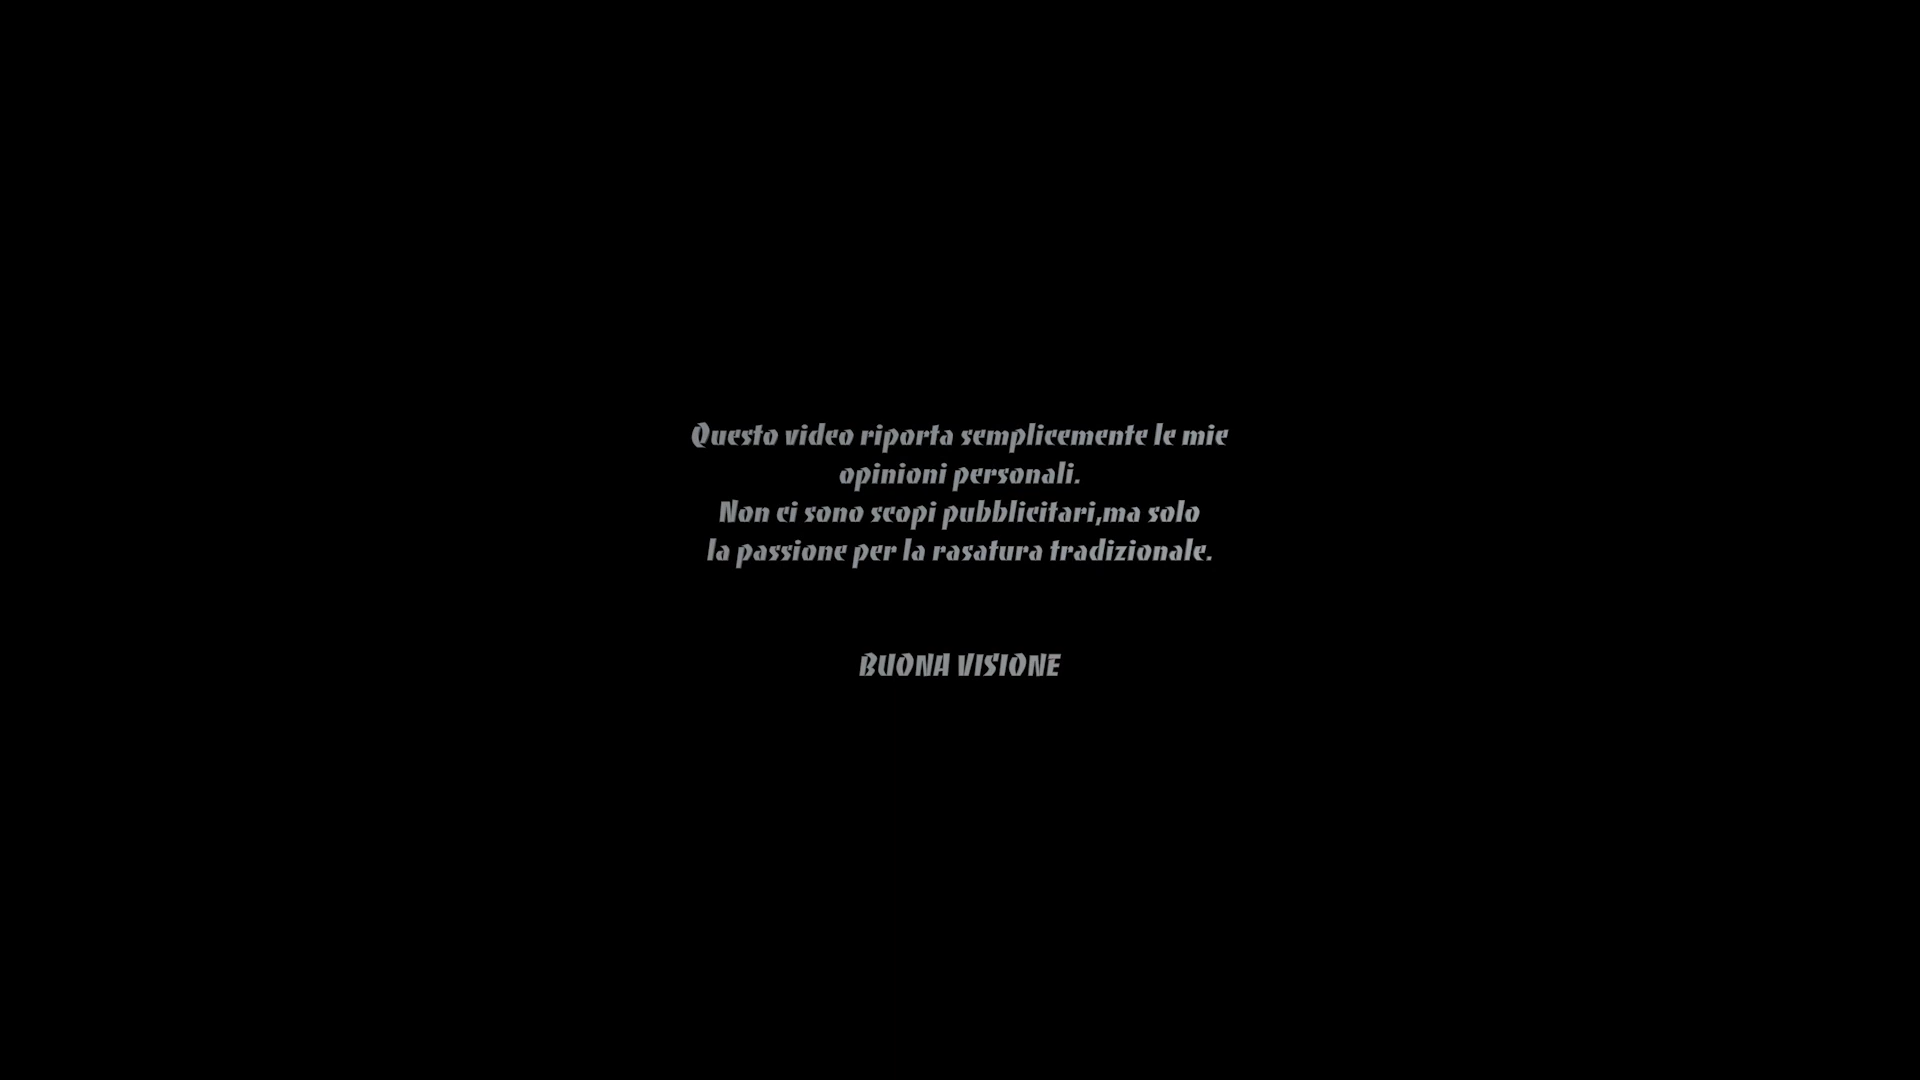 Questo video riporta semplicemente le mie
opinioni personali.
Non ci sono scopi pubblicitari,ma solo
la passione per la rasatura tradizionale.
BUONA VISIONE